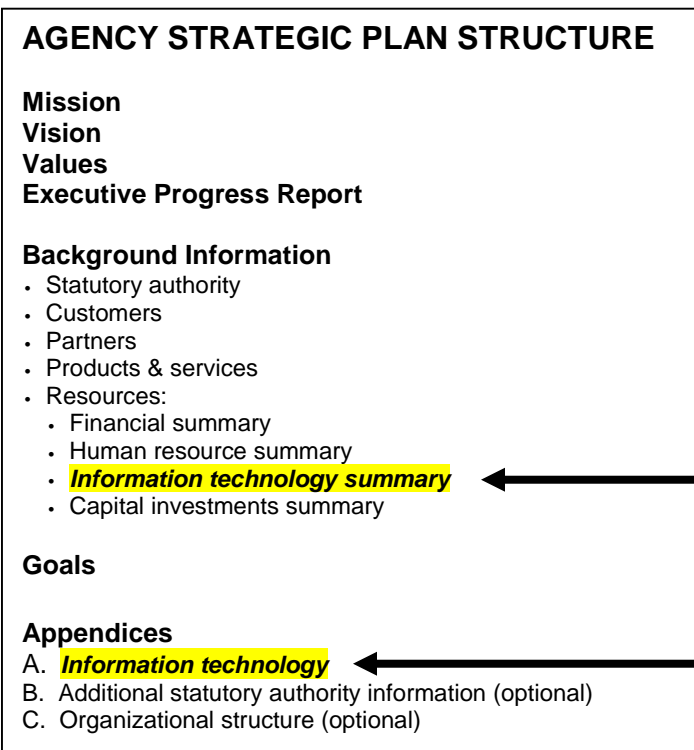 AGENCY STRATEGIC PLAN STRUCTURE
Mission
Vision
Values
Executive Progress Report
Background Information
• Statutory authority
• Customers
• Partners
• Products & services
• Resources:
• Financial summary
• Human resource summary
• Information technology summary
• Capital investments summary
Goals
Appendices
A. Information technology
B. Additional statutory authority information (optional)
C. Organizational structure (optional)